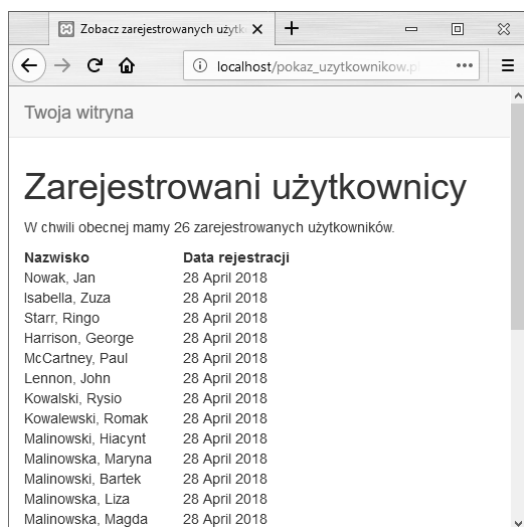 Zobacz zarejestrowanych użytk
localhost/pokaz_uzytkownikow.p
Twoja witryna
Zarejestrowani użytkownicy
W chwili obecnej mamy 26 zarejestrowanych użytkowników.
Nazwisko Data rejestracji
Nowak, Jan 28 April 2018
Isabella, Zuza 28 April 2018
Starr, Ringo 28 April 2018
Harrison, George 28 April 2018
McCartney, Paul 28 April 2018
Lennon, John 28 April 2018
Kowalski, Rysio 28 April 2018
Kowalewski, Romak 28 April 2018
Malinowski, Hiacynt 28 April 2018
Malinowska, Maryna 28 April 2018
Malinowski, Bartek 28 April 2018
Malinowska, Liza 28 April 2018
Malinowska, Magda 28 April 2018